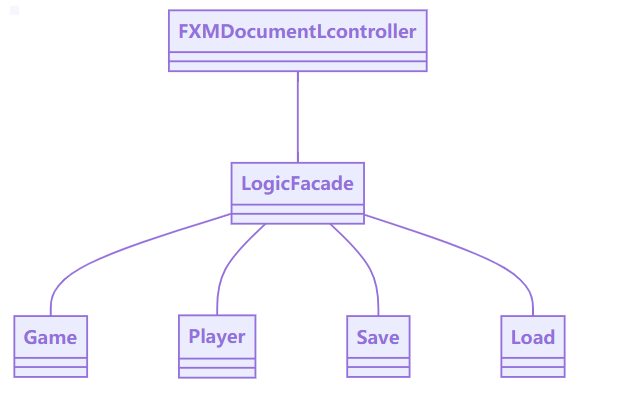 FXMDocumentLcontroller
LogicFacade
Game
Player
Save
Load